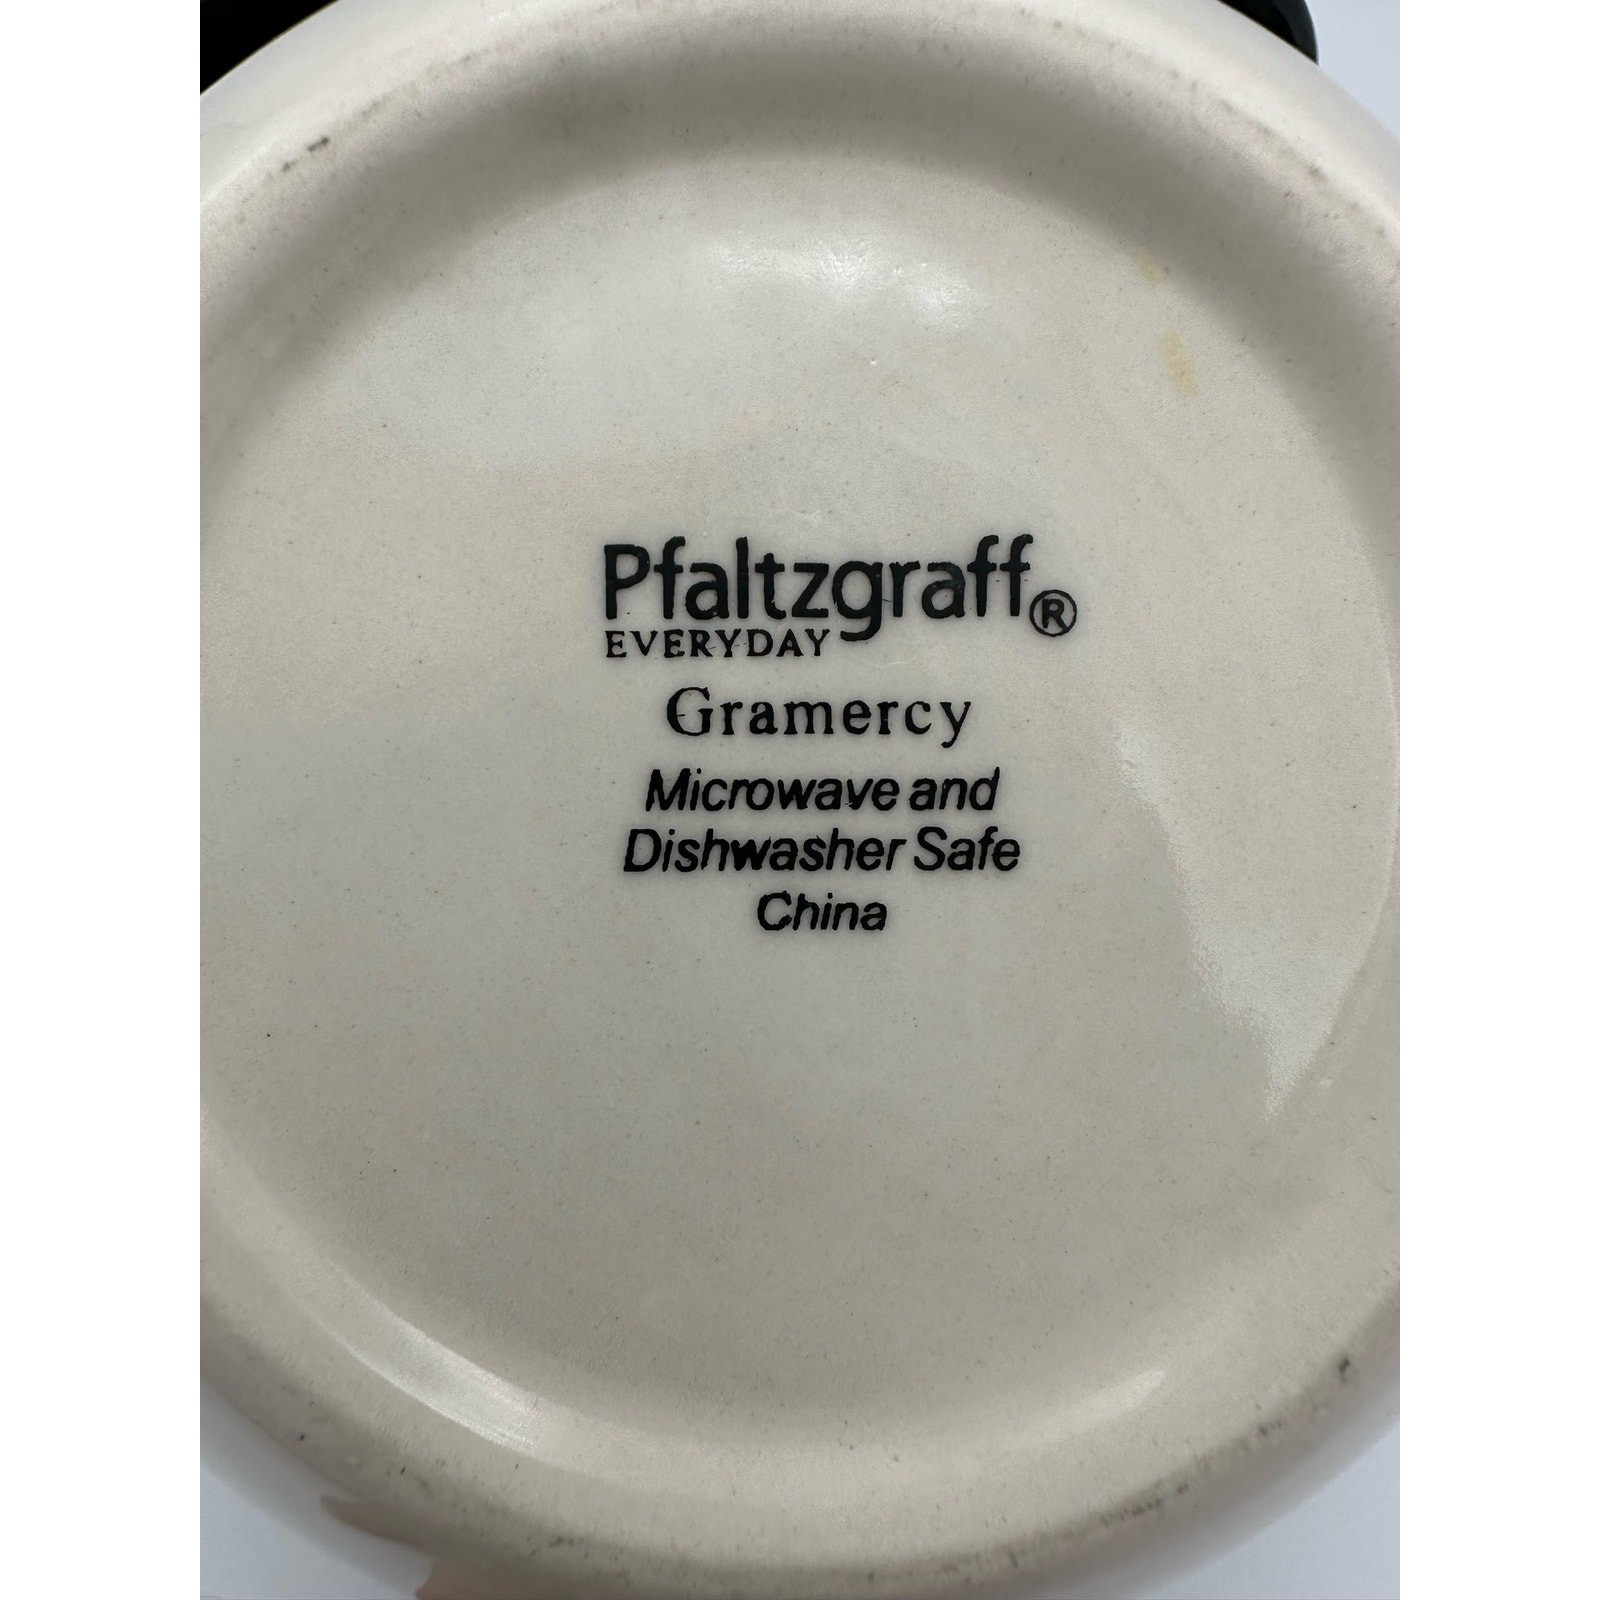 Pfaltzgraff®
EVERYDAY
Gramercy
Microwave and
Dishwasher Safe
China